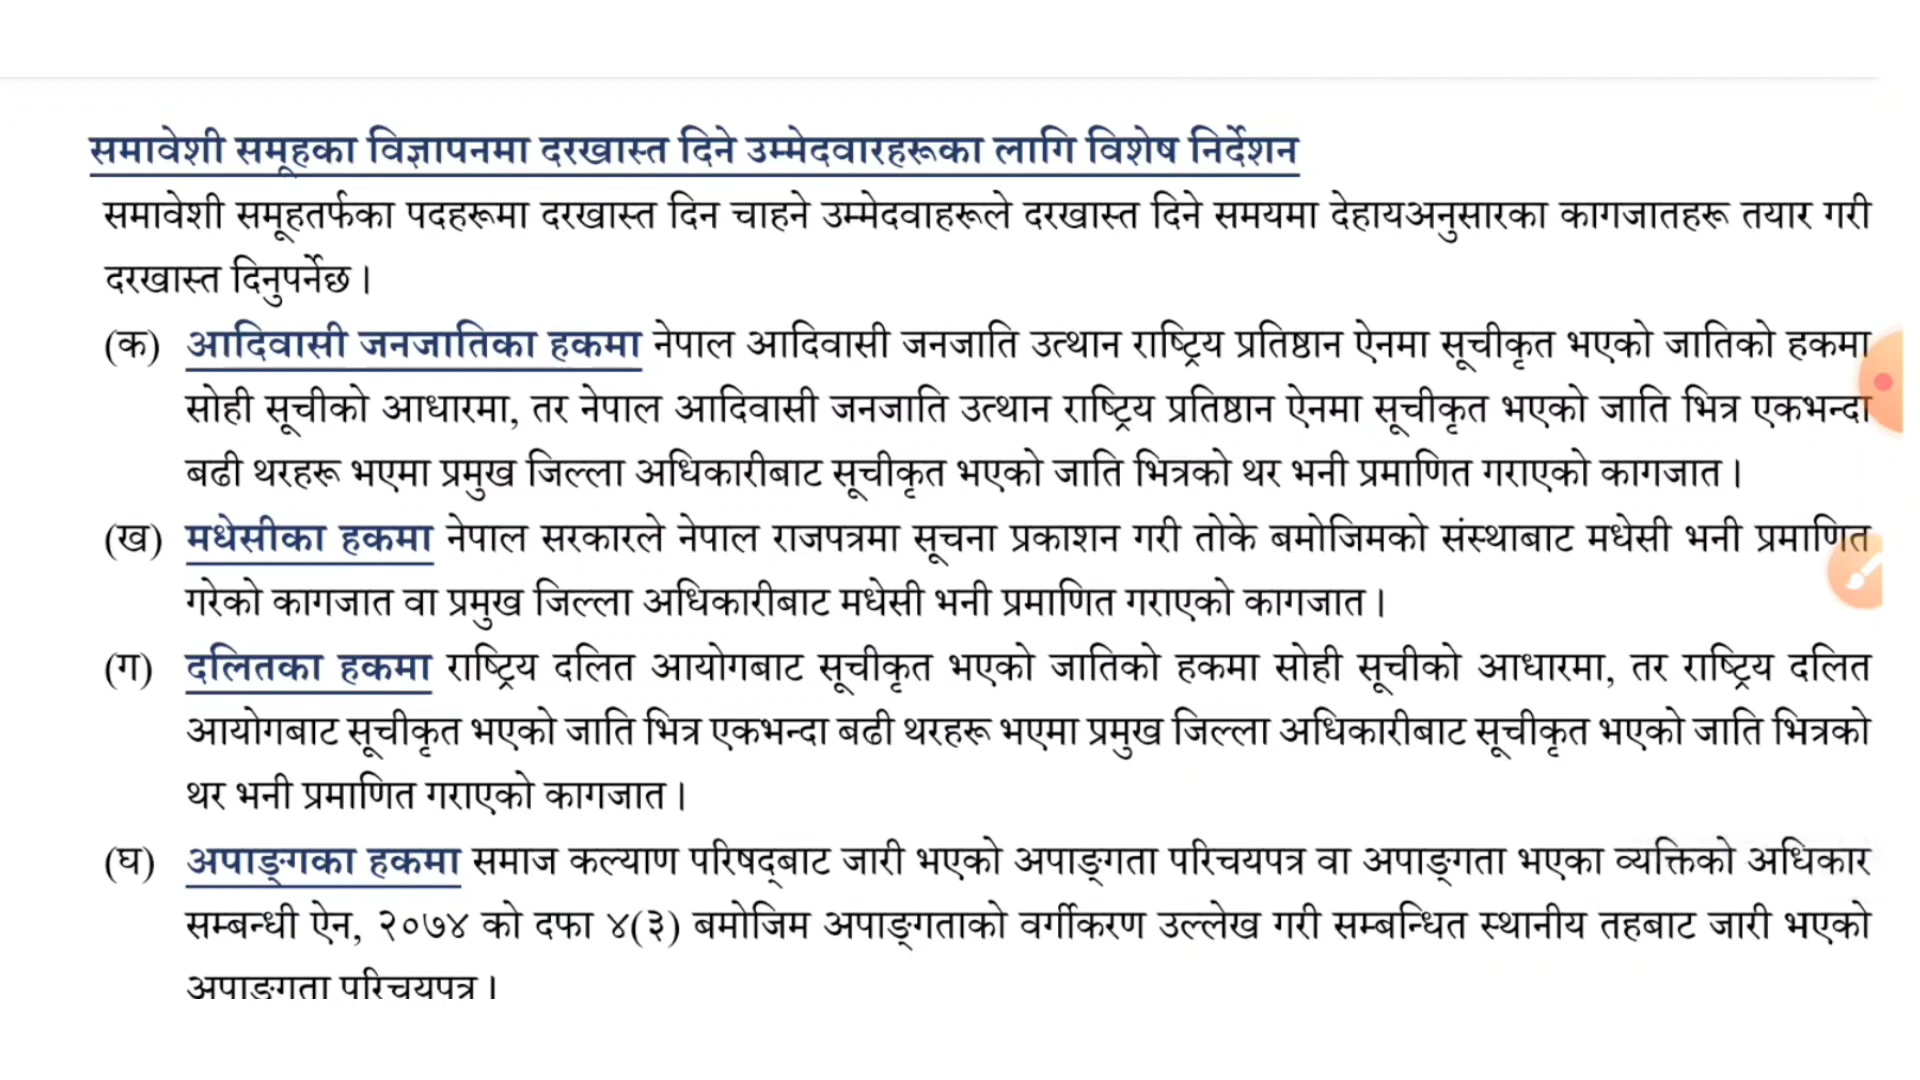 समावेशी समूहका विज्ञापनमा दरखास्त दिने उम्मेदवारहरूका लागि विशेष निर्देशन
समावेशी समूहतर्फका पदहरूमा दरखास्त दिन चाहने उम्मेदवाहरूले दरखास्त दिने समयमा देहायअनुसारका कागजातहरू तयार गरी
दरखास्त दिनुपर्नेछ ।
(क) आदिवासी जनजातिका हकमा नेपाल आदिवासी जनजाति उत्थान राष्ट्रिय प्रतिष्ठान ऐनमा सूचीकृत भएको जातिको हकमा
सोही सूचीको आधारमा, तर नेपाल आदिवासी जनजाति उत्थान राष्ट्रिय प्रतिष्ठान ऐनमा सूचीकृत भएको जाति भित्र एकभन्दा
बढी थरहरू भएमा प्रमुख जिल्ला अधिकारीबाट सूचीकृत भएको जाति भित्रको थर भनी प्रमाणित गराएको कागजात ।
(ख) मधेसीका हकमा नेपाल सरकारले नेपाल राजपत्रमा सूचना प्रकाशन गरी तोके बमोजिमको संस्थाबाट मधेसी भनी प्रमाणित
गरेको कागजात वा प्रमुख जिल्ला अधिकारीबाट मधेसी भनी प्रमाणित गराएको कागजात ।
(ग) दलितका हकमा राष्ट्रिय दलित आयोगबाट सूचीकृत भएको जातिको हकमा सोही सूचीको आधारमा, तर राष्ट्रिय दलित
आयोगबाट सूचीकृत भएको जाति भित्र एकभन्दा बढी थरहरू भएमा प्रमुख जिल्ला अधिकारीबाट सूचीकृत भएको जाति भित्रको
थर भनी प्रमाणित गराएको कागजात ।
(घ) अपाङ्गका हकमा समाज कल्याण परिषद्बाट जारी भएको अपाङ्गता परिचयपत्र वा अपाङ्गता भएका व्यक्तिको अधिकार
सम्बन्धी ऐन, २०७४ को दफा ४(३) बमोजिम अपाङ्गताको वर्गीकरण उल्लेख गरी सम्बन्धित स्थानीय तहबाट जारी भएको
अपाङ्गता परिचयपत्र ।